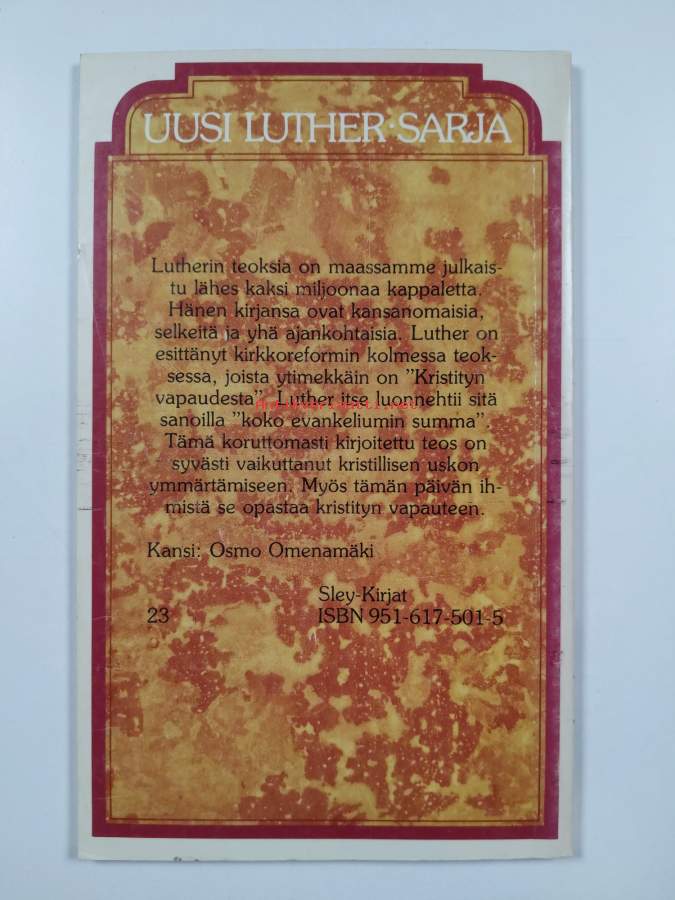 UUSI LUTHER·SARJA
Lutherin teoksia on maassamme julkais-
tu lähes kaksi miljoonaa kappaletta.
Hänen kirjansa ovat kansanomaisia,
selkeitä ja yhä ajankohtaisia. Luther on
esittänyt kirkkoreformin kolmessa teok-
sessa, joista ytimekkäin on "Kristityn
vapaudesta". Luther itse luonnehtii sitä
sanoilla "koko evankeliumin summa".
Tämä koruttomasti kirjoitettu teos on
syvästi vaikuttanut kristillisen uskon
ymmärtämiseen. Myös tämän päivän ih-
mistä se opastaa kristityn vapauteen.
Kansi: Osmo Omenamäki
Sley-Kirjat
23 ISBN 951-617-501-5